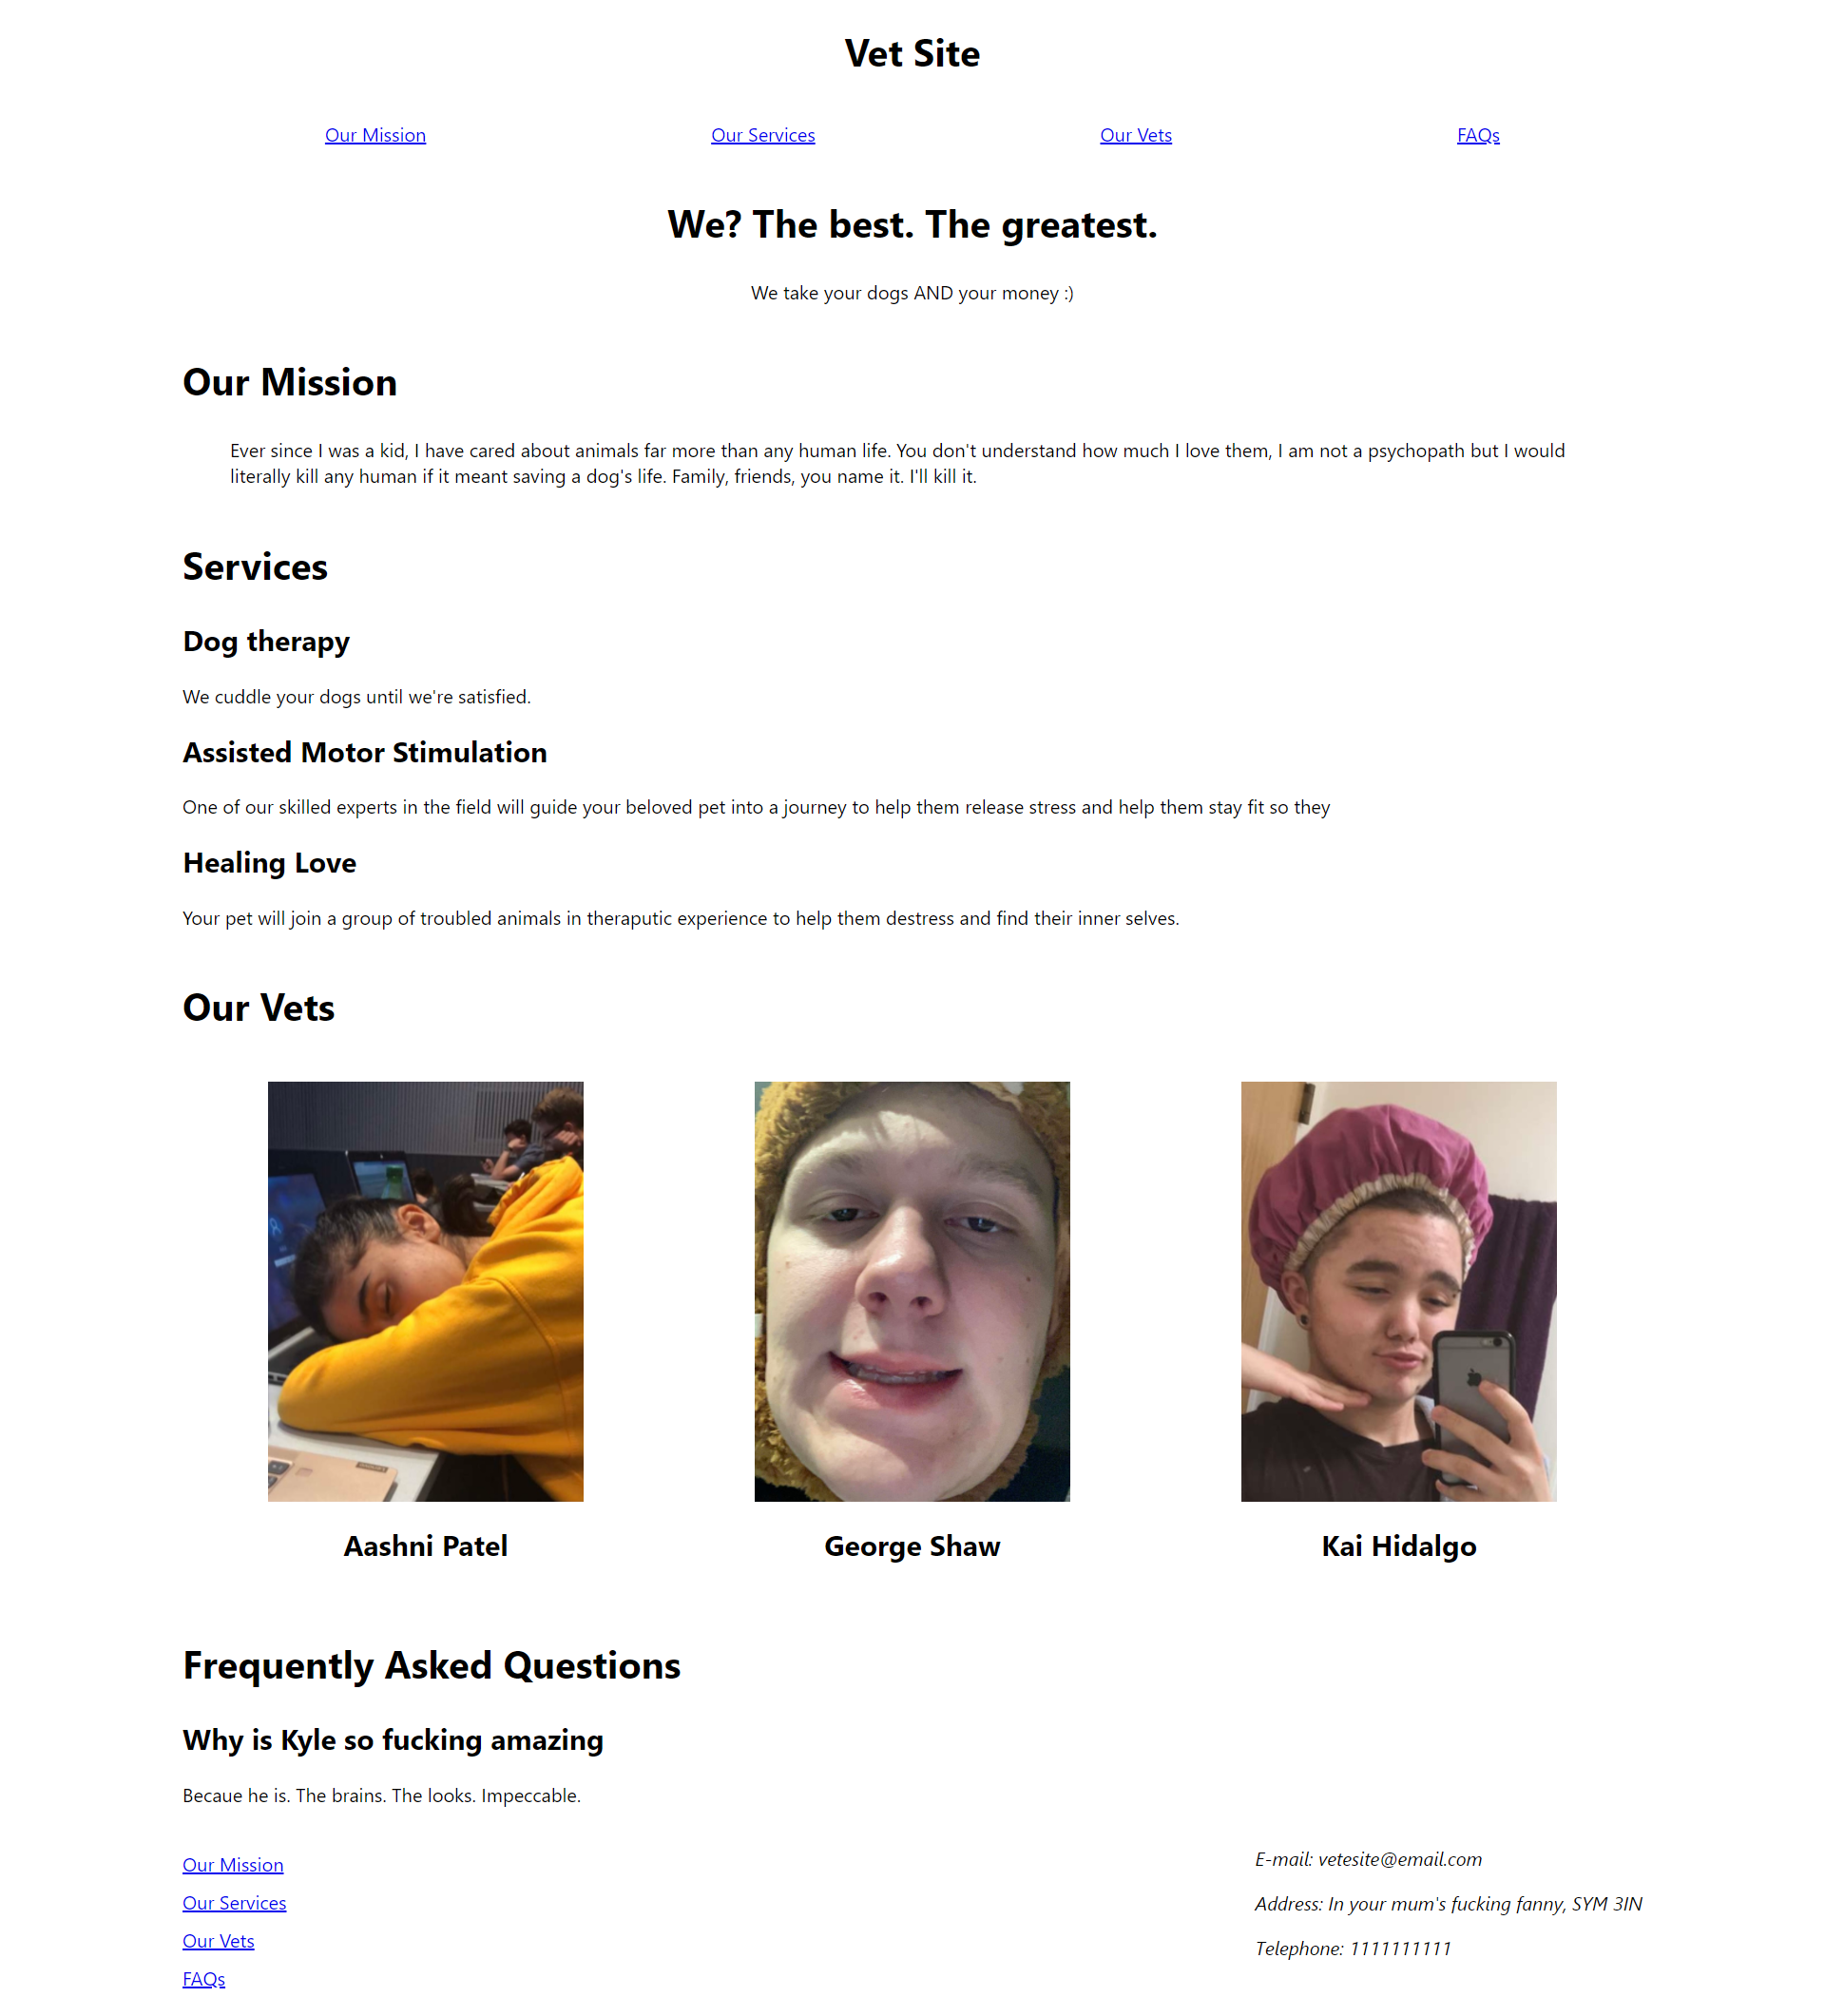 Vet Site
Our Mission
Our Services
Our Vets
FAQs
We? The best. The greatest.
We take your dogs AND your money :)
Our Mission
Ever since I was a kid, I have cared about animals far more than any human life. You don't understand how much I love them, I am not a psychopath but I would
literally kill any human if it meant saving a dog's life. Family, friends, you name it. I'll kill it.
Services
Dog therapy
We cuddle your dogs until we're satisfied.
Assisted Motor Stimulation
One of our skilled experts in the field will guide your beloved pet into a journey to help them release stress and help them stay fit so they
Healing Love
Your pet will join a group of troubled animals in theraputic experience to help them destress and find their inner selves.
Our Vets
Aashni Patel
George Shaw
Kai Hidalgo
Frequently Asked Questions
Why is Kyle so fucking amazing
Becaue he is. The brains. The looks. Impeccable.
Our Mission
Our Services
Our Vets
FAQs
E-mail: vetesite@email.com
Address: In your mum's fucking fanny, SYM 3IN
Telephone: 1111111111